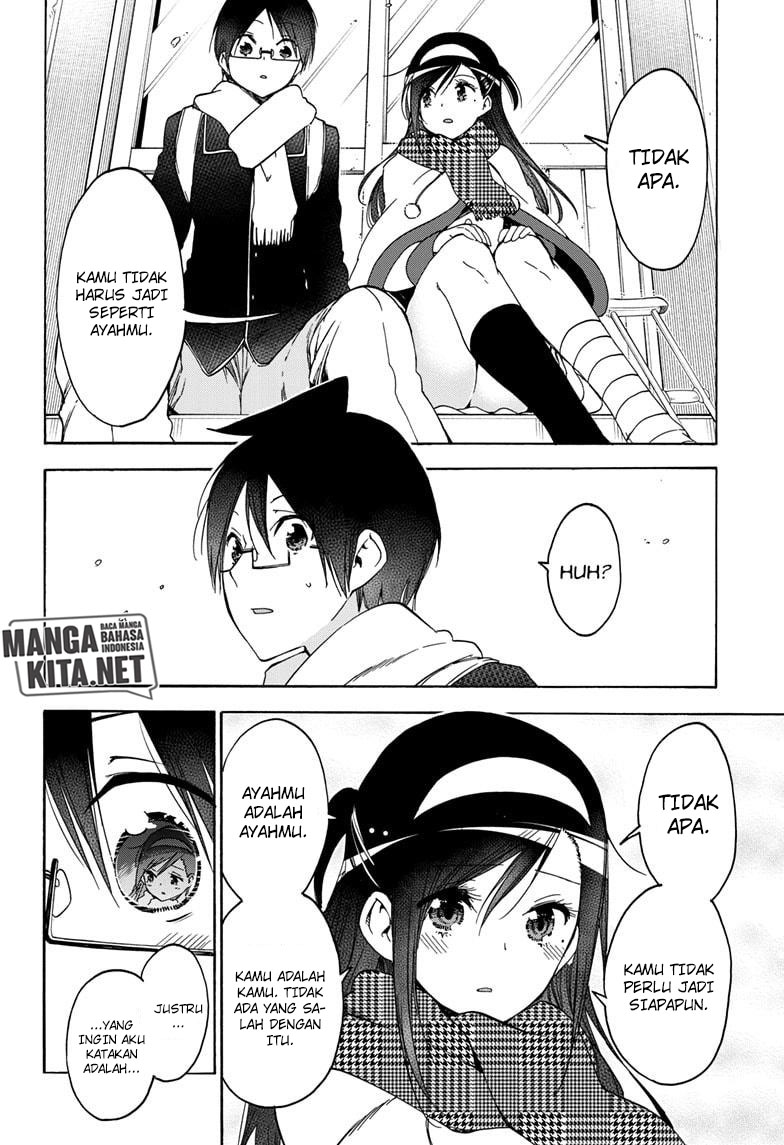 TIDAK
APA.
KAMU TIDAK
HARUS JADI
SEPERTI
AYAHMU.
HUH?
MANGA
KITA.NET
BACA MANGA
BAHASA
INDONESIA
TIDAK
APA.
KAMU TIDAK
PERLU JADI
SIAPAPUN.
AYAHMU
ADALAH
AYAHMU.
KAMU ADALAH
KAMU. TIDAK
ADA YANG SA-
LAH DENGAN
ITU.
JUSTRU
...
...YANG
INGIN AKU
KATAKAN
ADALAH...